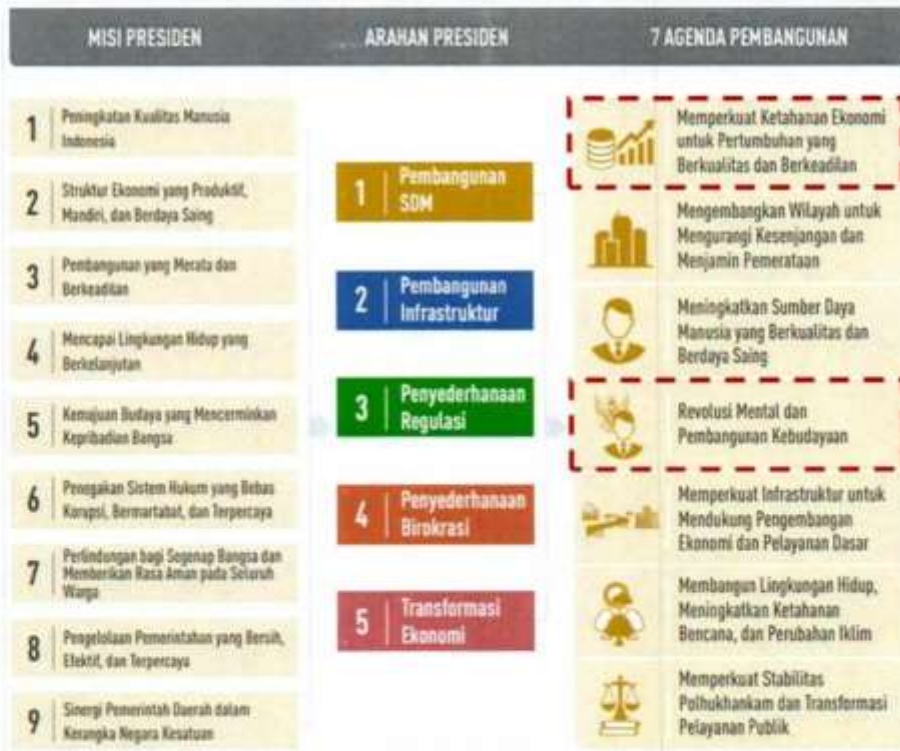 MISI PRESIDEN
ARAHAN PRESIDEN
7 AGENDA PEMBANGUNAN
1
Peningkatan Kualitas Manusia
Indonesia
2
Struktur Ekonomi yang Produktif,
Mandiri, dan Berdaya Saing
3
Pembangunan yang Merata dan
Berkeadilan
4
Mencapai Lingkungan Hidup yang
Berkelanjutan
5
Kemajuan Budaya yang Mencerminkan
Kepribadian Bangsa
6
Penegakan Sistem Hukum yang Bebas
Korupsi, Bermartabat, dan Terpercaya
7
Perlindungan bagi Segenap Bangsa dan
Memberikan Rasa Aman pada Seluruh
Warga
8
Pengelolaan Pemerintahan yang Bersih,
Efektif, dan Terpercaya
9
Sinergi Pemerintah Daerah dalam
Kerangka Negara Kesatuan
1
Pembangunan
SDM
2
Pembangunan
Infrastruktur
3
Penyederhanaan
Regulasi
4
Penyederhanaan
Birokrasi
5
Transformasi
Ekonomi
Memperkuat Ketahanan Ekonomi
untuk Pertumbuhan yang
Berkualitas dan Berkeadilan
Mengembangkan Wilayah untuk
Mengurangi Kesenjangan dan
Menjamin Pemerataan
Meningkatkan Sumber Daya
Manusia yang Berkualitas dan
Berdaya Saing
Revolusi Mental dan
Pembangunan Kebudayaan
Memperkuat Infrastruktur untuk
Mendukung Pengembangan
Ekonomi dan Pelayanan Dasar
Membangun Lingkungan Hidup,
Meningkatkan Ketahanan
Bencana, dan Perubahan Iklim
Memperkuat Stabilitas
Polhukhankam dan Transformasi
Pelayanan Publik